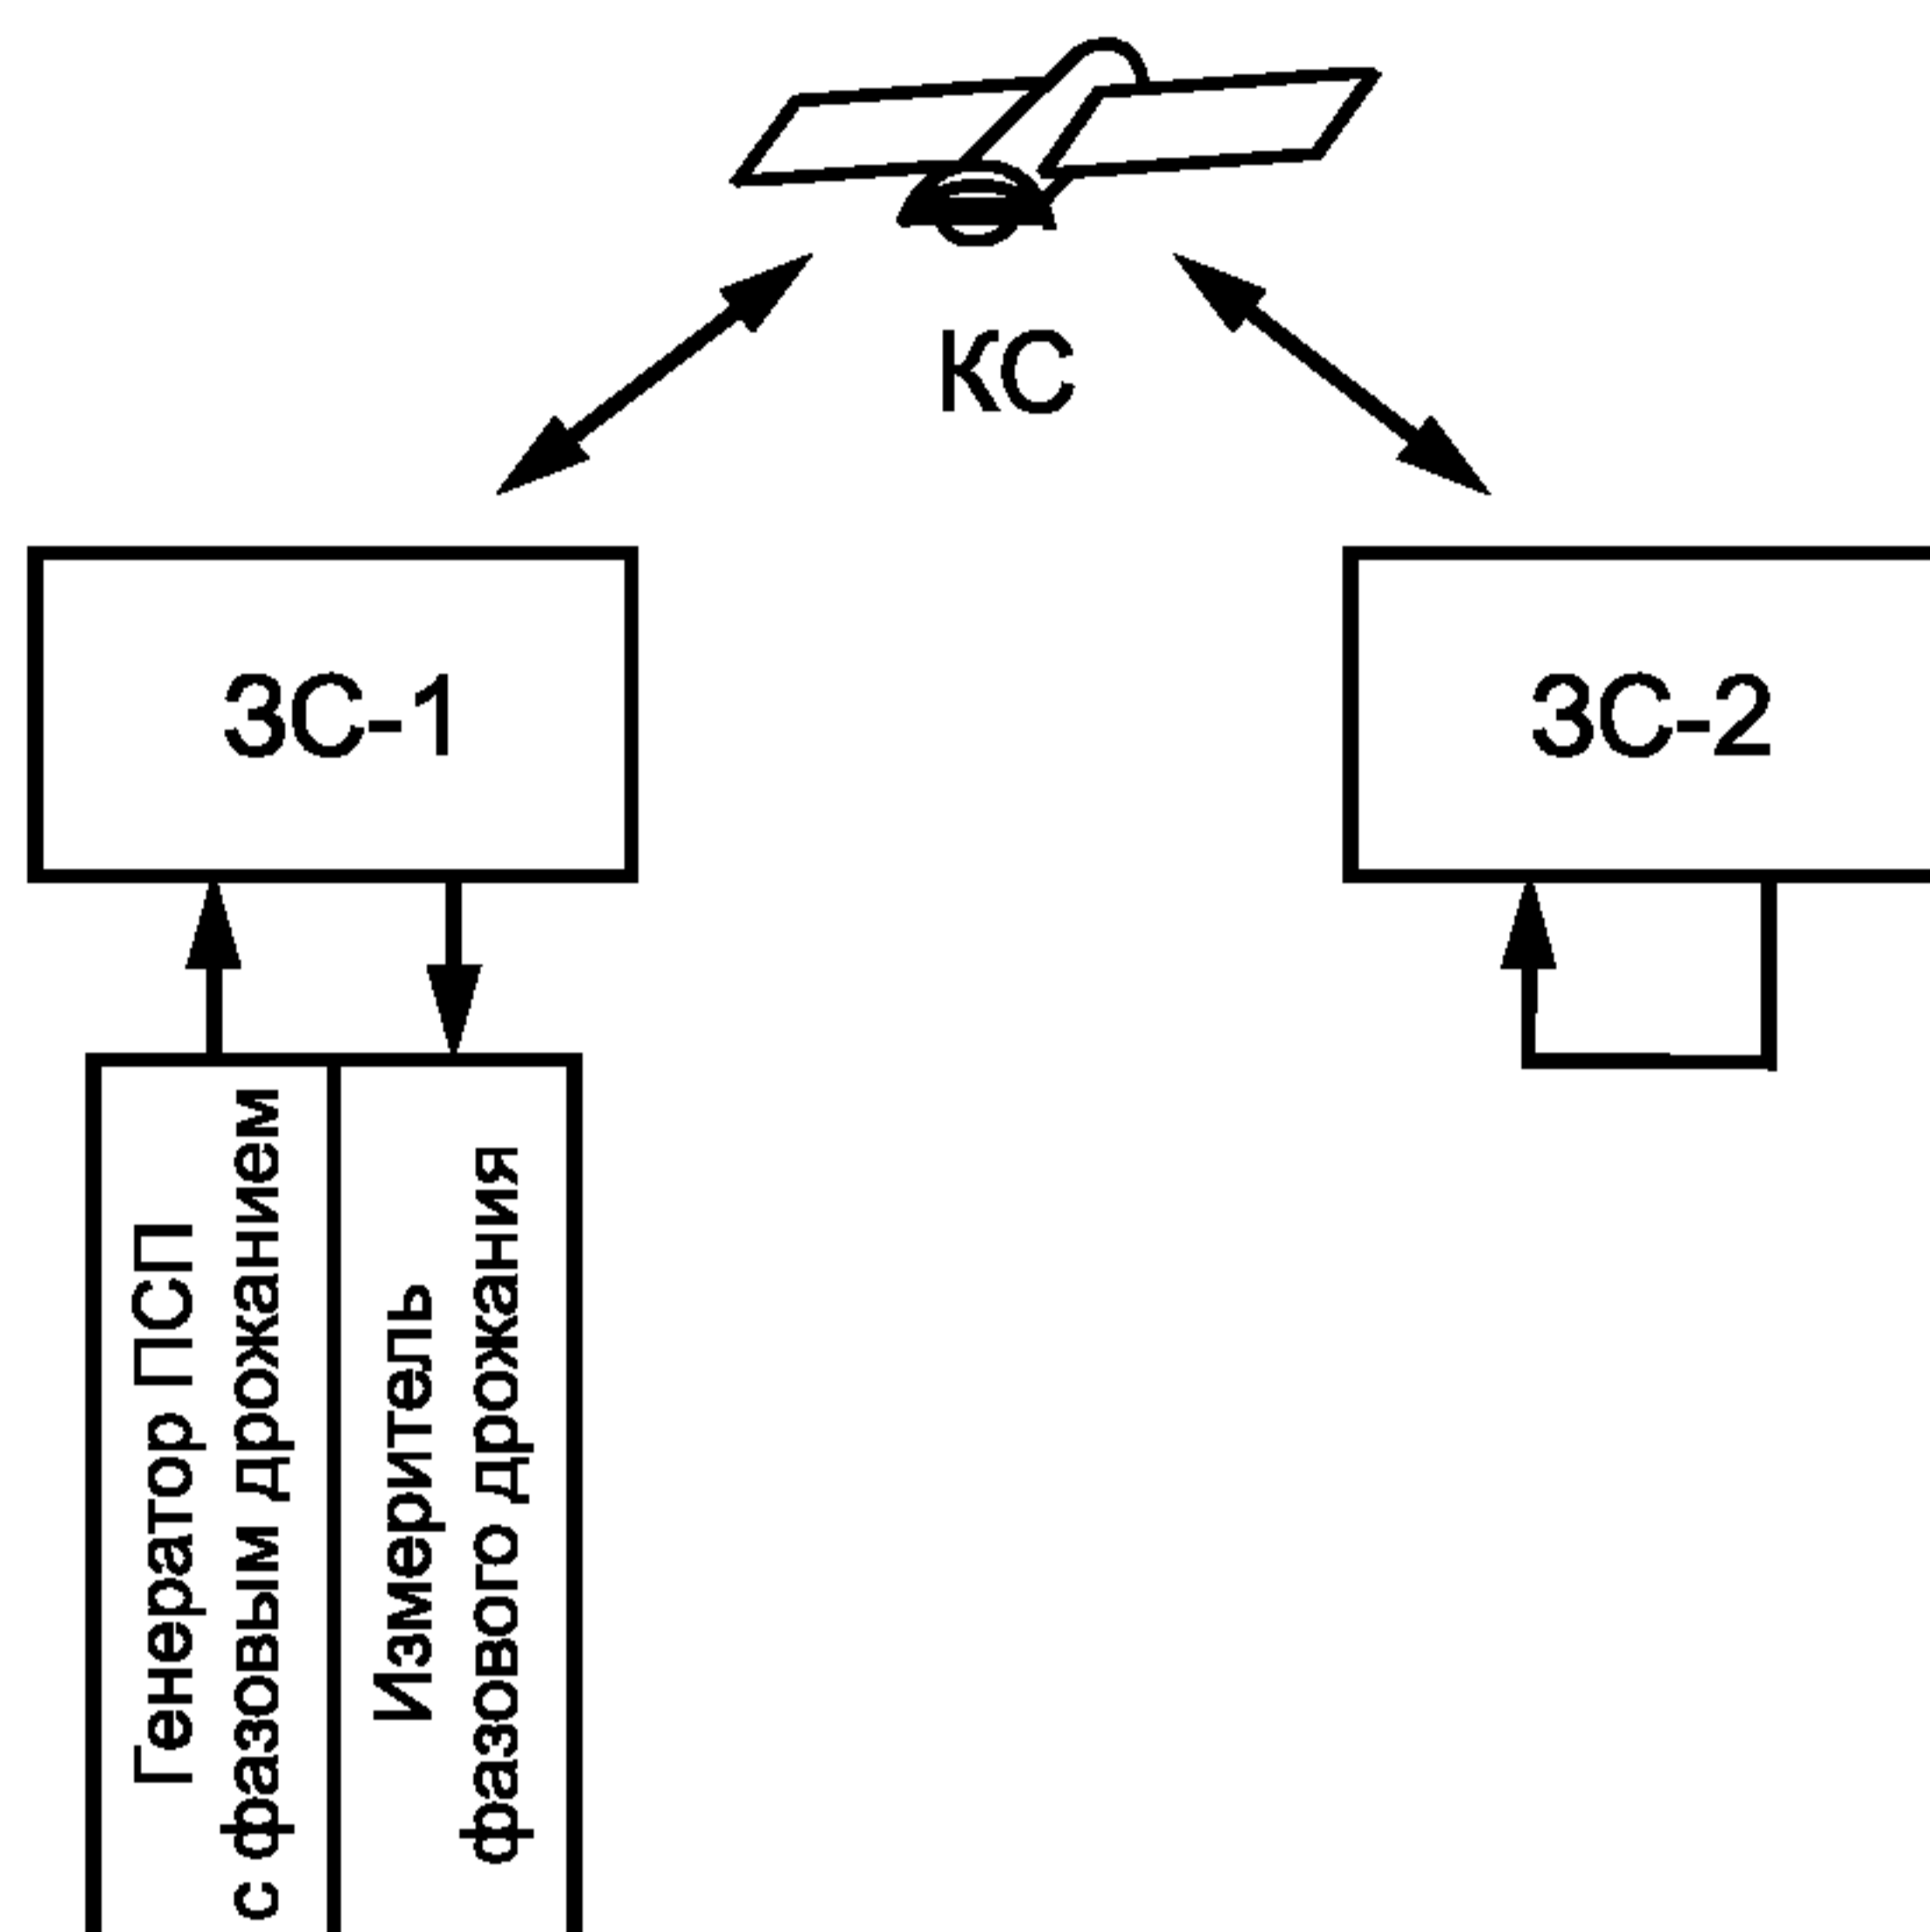 КС
ЗС-1
ЗС-2
Генератор ПСП
с фазовым дрожанием
Измеритель
фазового дрожания